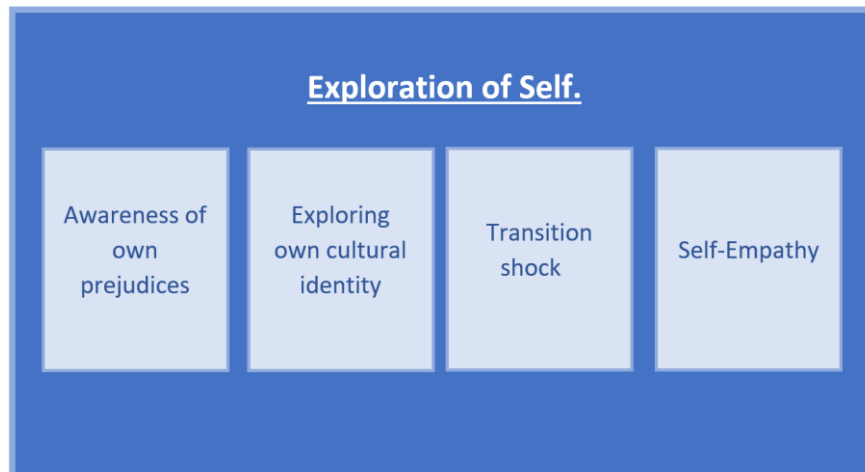 Exploration of Self.
Awareness of
own
prejudices
Exploring
own cultural
identity
Transition
shock
Self-Empathy